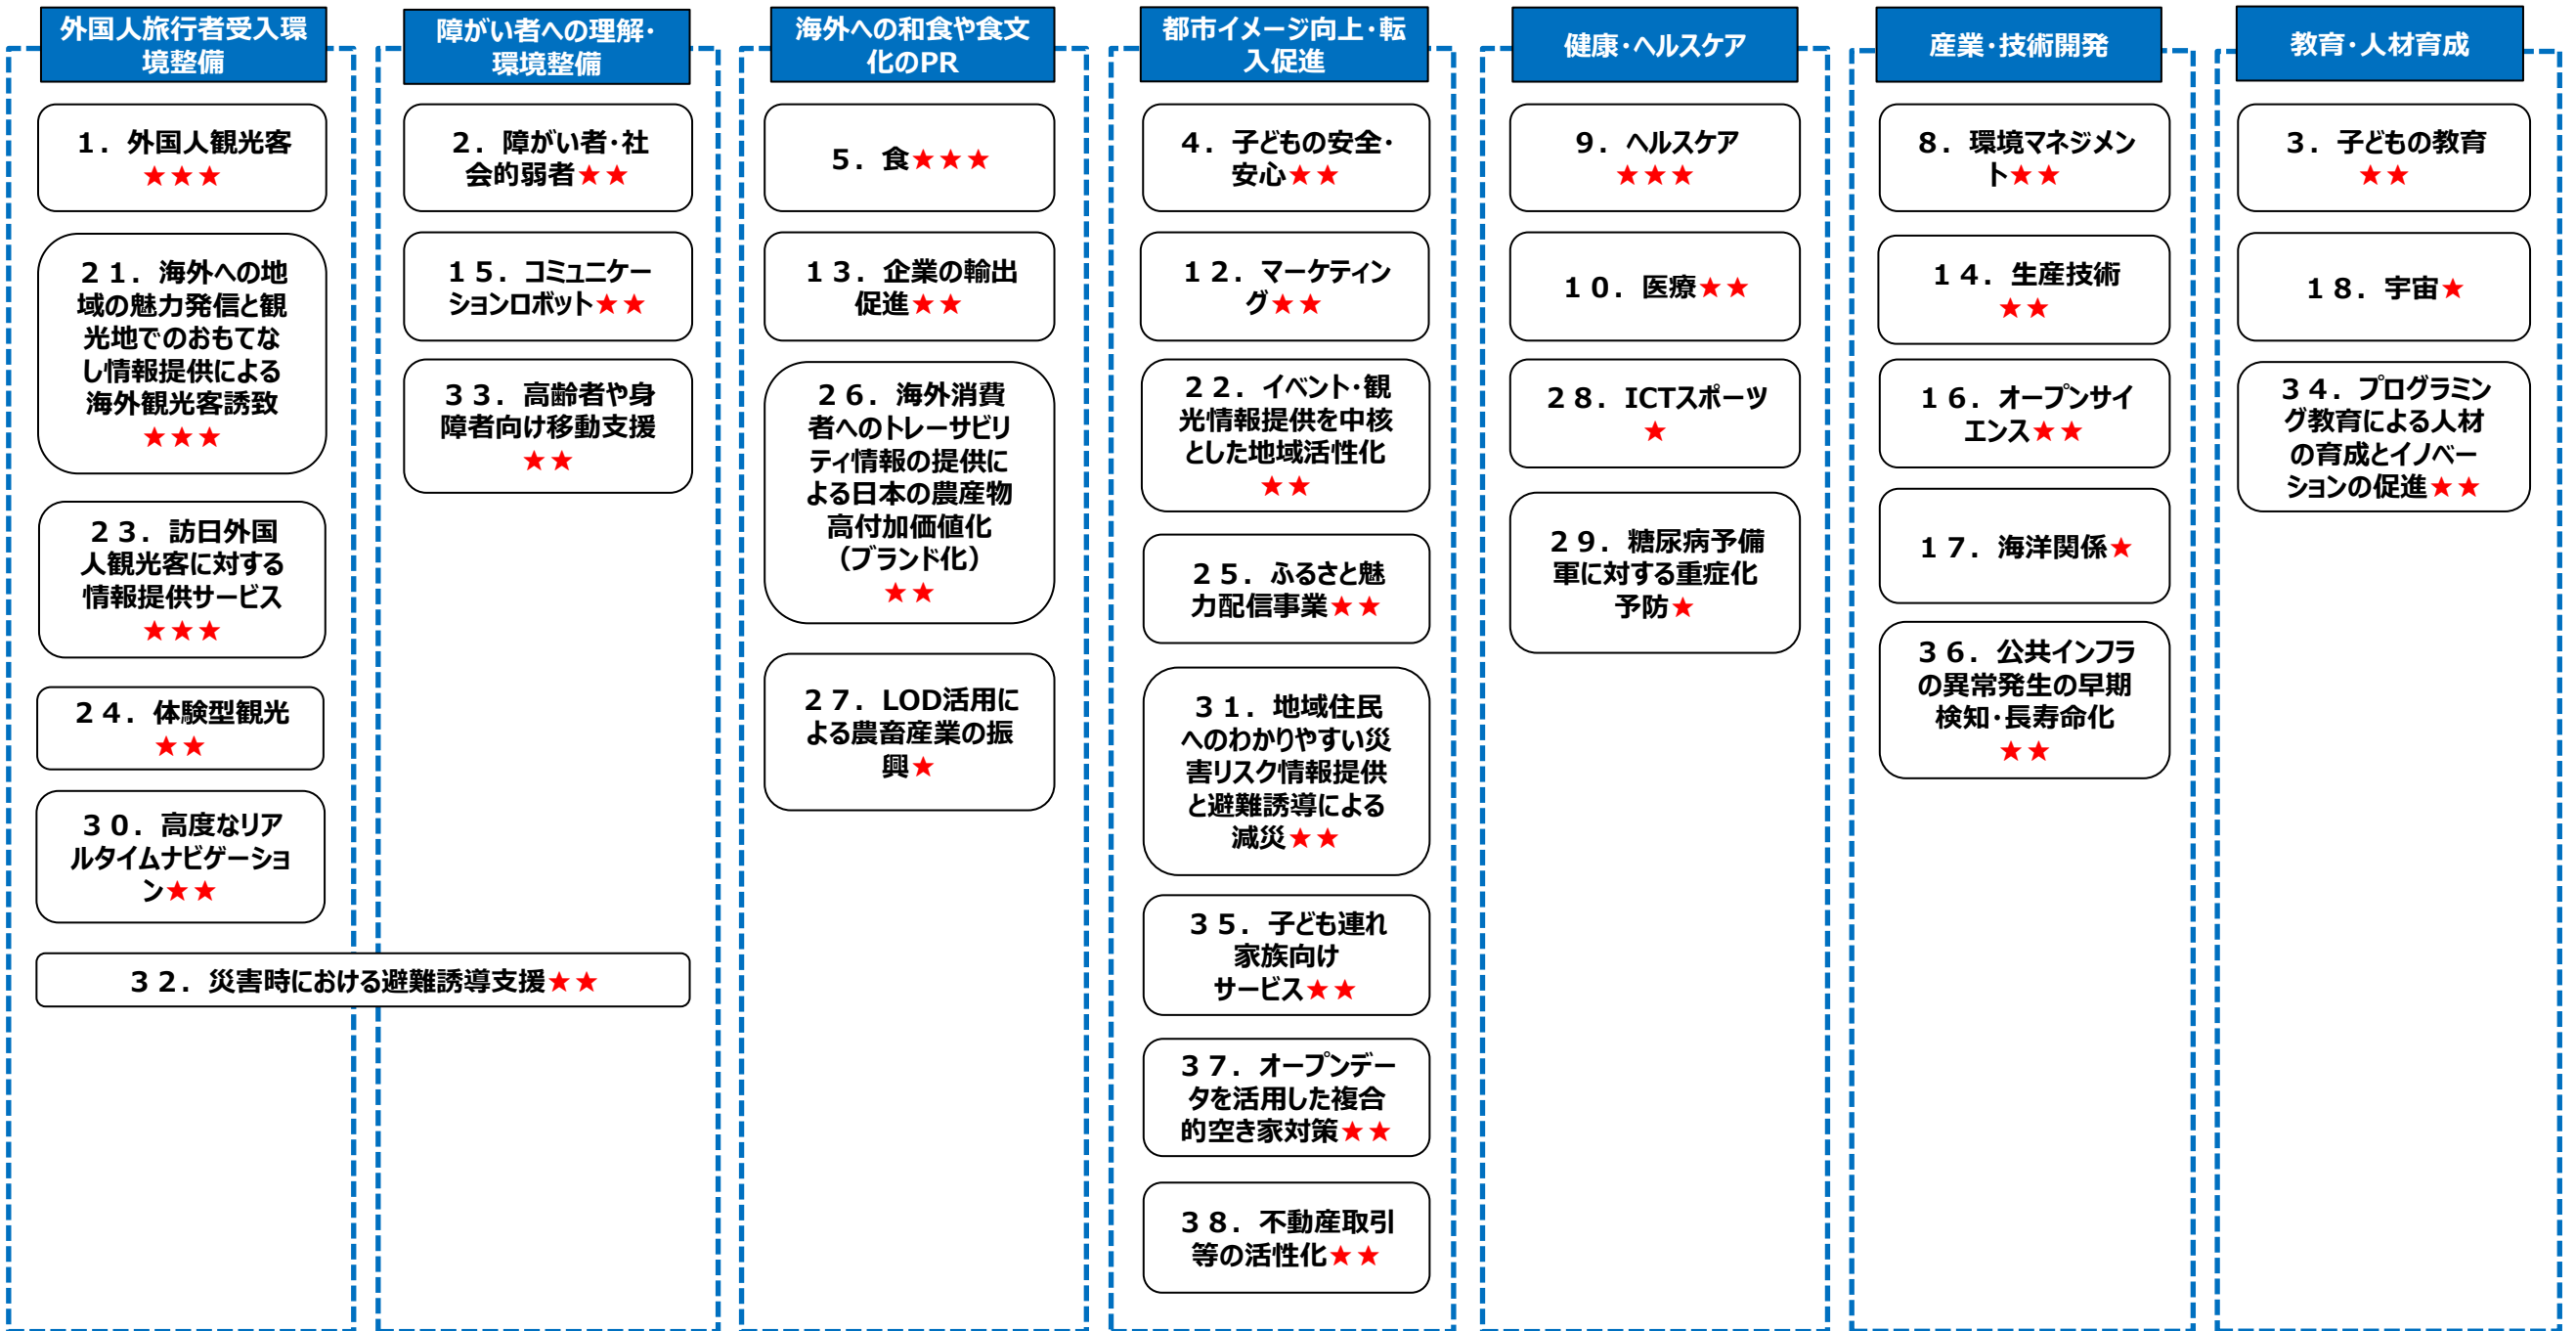 外国人旅行者受入環
境整備
1．外国人観光客
★★★
２１．海外への地
域の魅力発信と観
光地でのおもてな
し情報提供による
海外観光客誘致
★★★
２３．訪日外国
人観光客に対する
情報提供サービス
★★★
２４．体験型観光
★★
３０．高度なリア
ルタイムナビゲーショ
ン★★
３２．災害時における避難誘導支援★★
障がい者への理解・
環境整備
２．障がい者・社
会的弱者★★
１５．コミュニケー
ションロボット★★
３３．高齢者や身
障者向け移動支援
★★
海外への和食や食文
化のPR
５．食★★★
１３．企業の輸出
促進★★
２６．海外消費
者へのトレーサビリ
ティ情報の提供に
よる日本の農産物
高付加価値化
（ブランド化）
★★
２７．LOD活用に
よる農畜産業の振
興★
都市イメージ向上・転
入促進
４．子どもの安全・
安心★★
１２．マーケティン
グ★★
２２．イベント・観
光情報提供を中核
とした地域活性化
★★
２５．ふるさと魅
力配信事業★★
３１．地域住民
へのわかりやすい災
害リスク情報提供
と避難誘導による
減災★★
３５．子ども連れ
家族向け
サービス★★
３７．オープンデー
タを活用した複合
的空き家対策★★
３８．不動産取引
等の活性化★★
健康・ヘルスケア
９．ヘルスケア
★★★
１０．医療★★
２８．ICTスポーツ
★
２９．糖尿病予備
軍に対する重症化
予防★
産業・技術開発
８．環境マネジメン
ト★★
１４．生産技術
★★
１６．オープンサイ
エンス★★
１７．海洋関係★
３６．公共インフラ
の異常発生の早期
検知・長寿命化
★★
教育・人材育成
３．子どもの教育
★★
１８．宇宙★
３４．プログラミン
グ教育による人材
の育成とイノベー
ションの促進★★